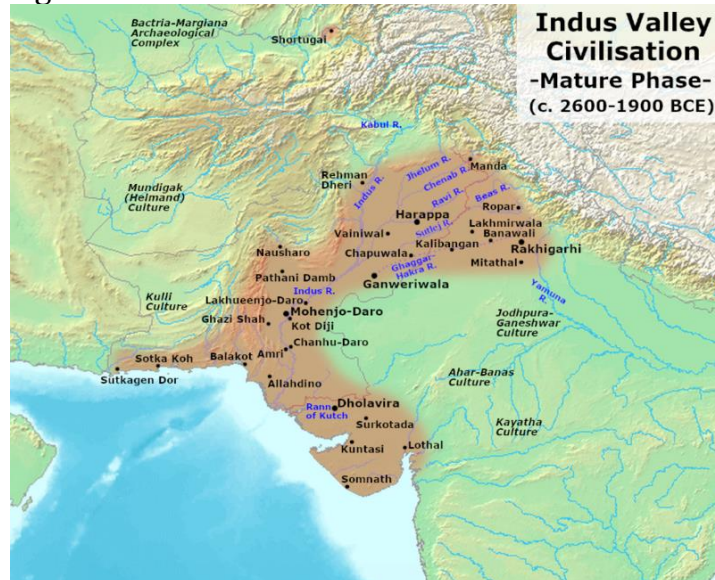 Indus Valley
Civilisation
-Mature Phase-
(c. 2600-1900 BCE)
Bactria-Margiana
Archaeological
Complex
Shortugai
Kabul R.
Manda
Jhelum R.
Chenab R.
Rehman
Dheri
Indus R.
Ravi R.
Beas R.
Mundigak
(Helmand)
Culture
Ropar
Harappa
Lakhmirwala
Vainiwal
Sutlej R.
Banawali
Kalibangan
Rakhigarhi
Nausharo
Chapuwala
Mitathal
Ghaggar-
Hakra R.
Pathani Damb
Ganweriwala
Yamuna
R.
Indus R.
Kulli
Culture
Lakhueenjo-Daro
Mohenjo-Daro
Jodhpura-
Ganeshwar
Culture
Ghazi Shah
Kot Diji
Chanhu-Daro
Amri
Sotka Koh
Balakot
Ahar-Banas
Culture
Sutkagen Dor
Allahdino
Dholavira
Rann
of Kutch
Surkotada
Kayatha
Culture
Kuntasi
Lothal
Somnath